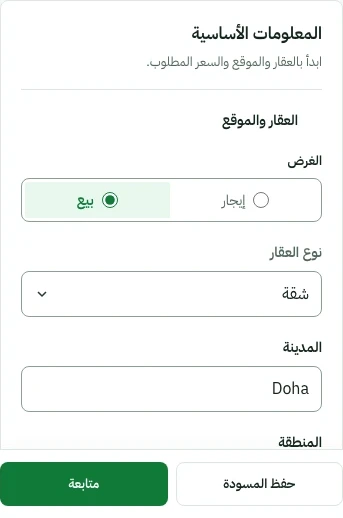 المعلومات الأساسية
ابدأ بالعقار والموقع والسعر المطلوب.
العقار والموقع
الغرض
إيجار
بيع
نوع العقار
شقة
المدينة
Doha
المنطقة
حفظ المسودة
متابعة